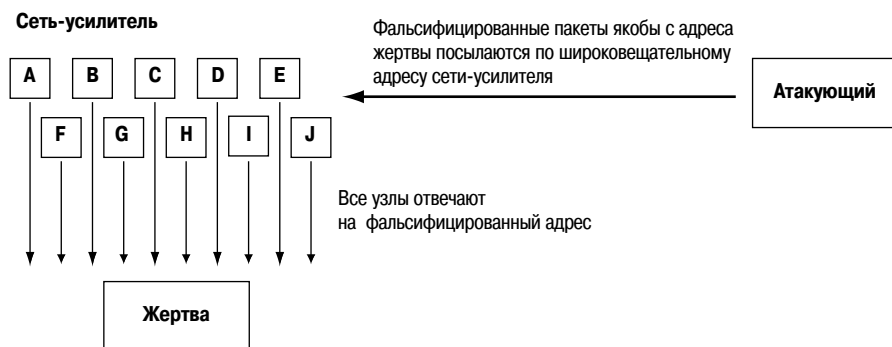 Сеть-усилитель
Фальсифицированные пакеты якобы с адреса
жертвы посылаются по широковещательному
адресу сети-усилителя
A B C D E
Атакующий
F G H I J
Все узлы отвечают
на фальсифицированный адрес
Жертва